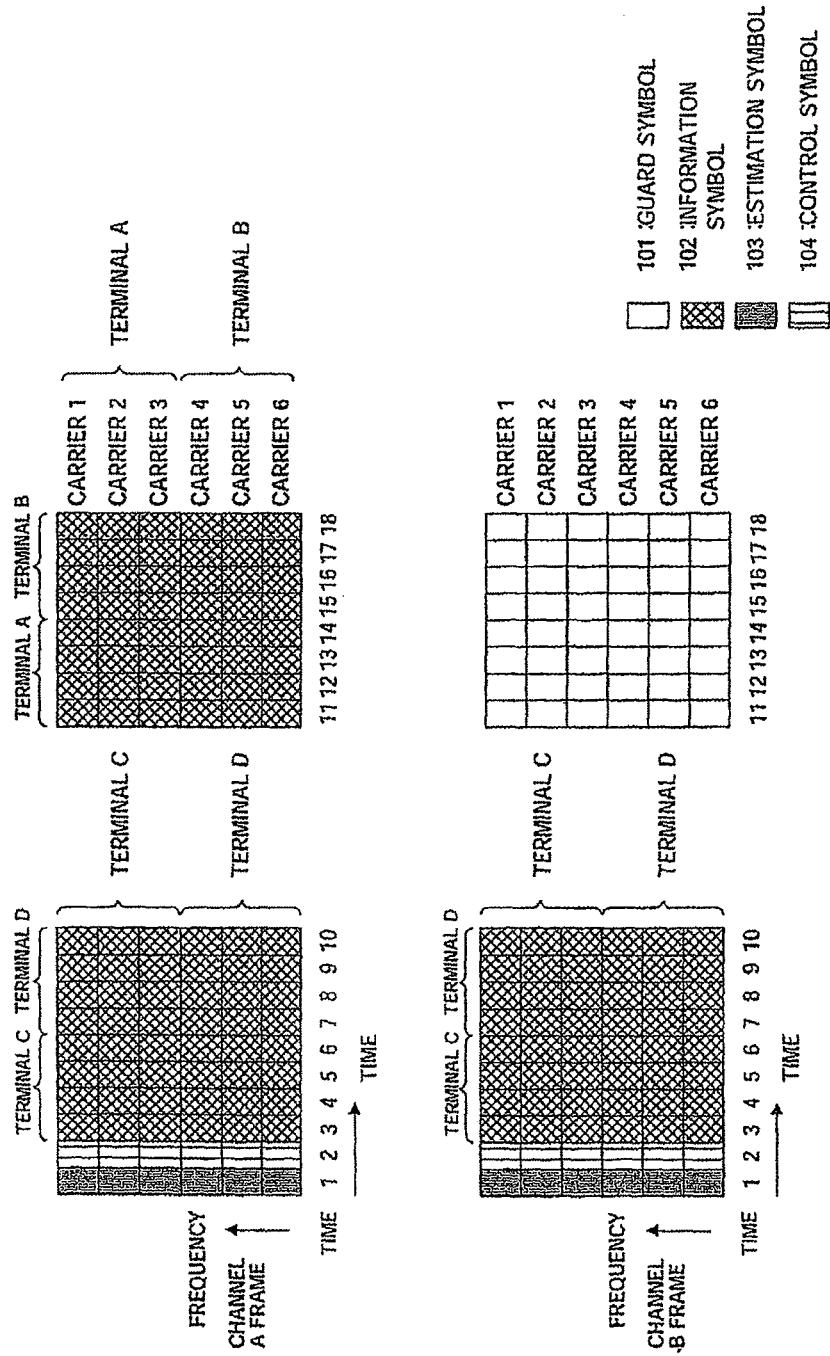 TERMINAL C TERMINAL D
TERMINAL C
TERMINAL D
TERMINAL A TERMINAL B
CARRIER 1
CARRIER 2
CARRIER 3
CARRIER 4
CARRIER 5
CARRIER 6
TERMINAL A
TERMINAL B
FREQUENCY
CHANNEL
A FRAME
TIME 1 2 3 4 5 6 7 8 9 10
TIME
11 12 13 14 15 16 17 18
TERMINAL C TERMINAL D
TERMINAL C
TERMINAL D
CARRIER 1
CARRIER 2
CARRIER 3
CARRIER 4
CARRIER 5
CARRIER 6
FREQUENCY
CHANNEL
B FRAME
TIME 1 2 3 4 5 6 7 8 9 10
TIME
11 12 13 14 15 16 17 18
101 :GUARD SYMBOL
102 :INFORMATION
SYMBOL
103 :ESTIMATION SYMBOL
104 :CONTROL SYMBOL